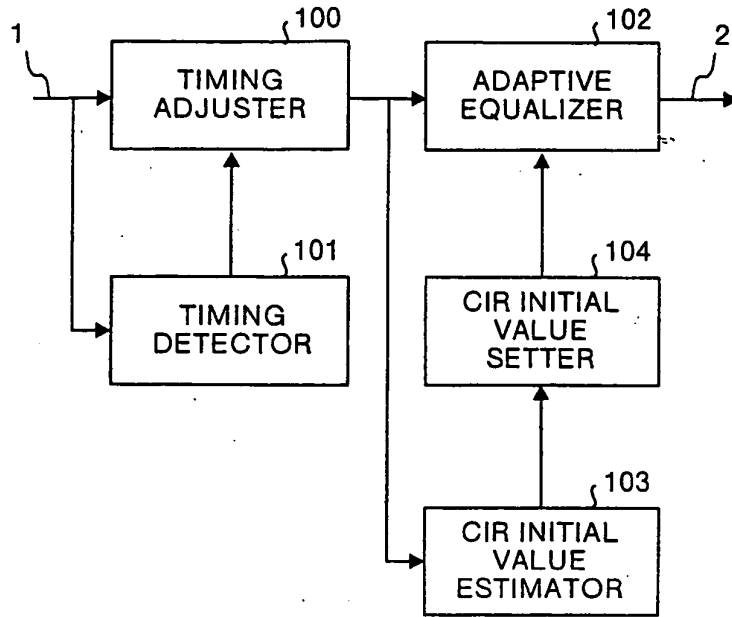 100
102
1
2
TIMING
ADJUSTER
ADAPTIVE
EQUALIZER
101
104
TIMING
DETECTOR
CIR INITIAL
VALUE
SETTER
103
CIR INITIAL
VALUE
ESTIMATOR